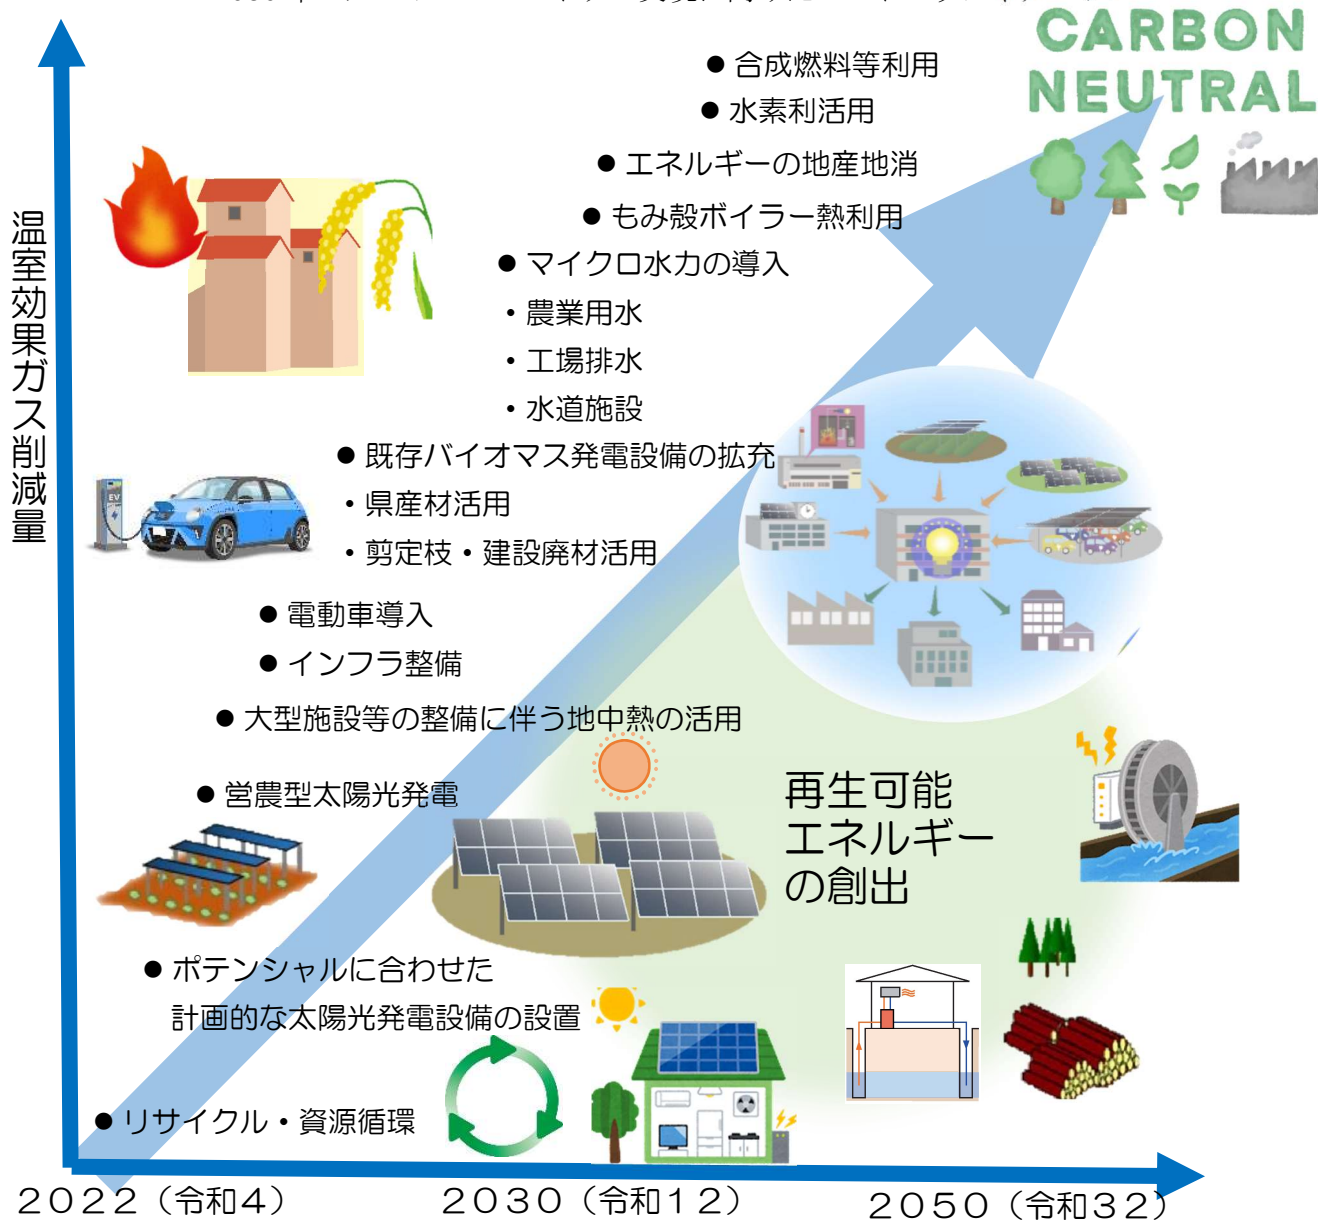 CARBON
NEUTRAL
● 合成燃料等利用
● 水素利活用
● エネルギーの地産地消
● もみ殻ボイラー熱利用
● マイクロ水力の導入
・農業用水
・工場排水
・水道施設
● 既存バイオマス発電設備の拡充
・県産材活用
・剪定枝・建設廃材活用
EV
● 電動車導入
● インフラ整備
● 大型施設等の整備に伴う地中熱の活用
● 営農型太陽光発電
● ポテンシャルに合わせた
計画的な太陽光発電設備の設置
● リサイクル・資源循環
再生可能
エネルギー
の創出
温室効果ガス削減量
２０２２（令和４）
２０３０（令和１２）
２０５０（令和３２）